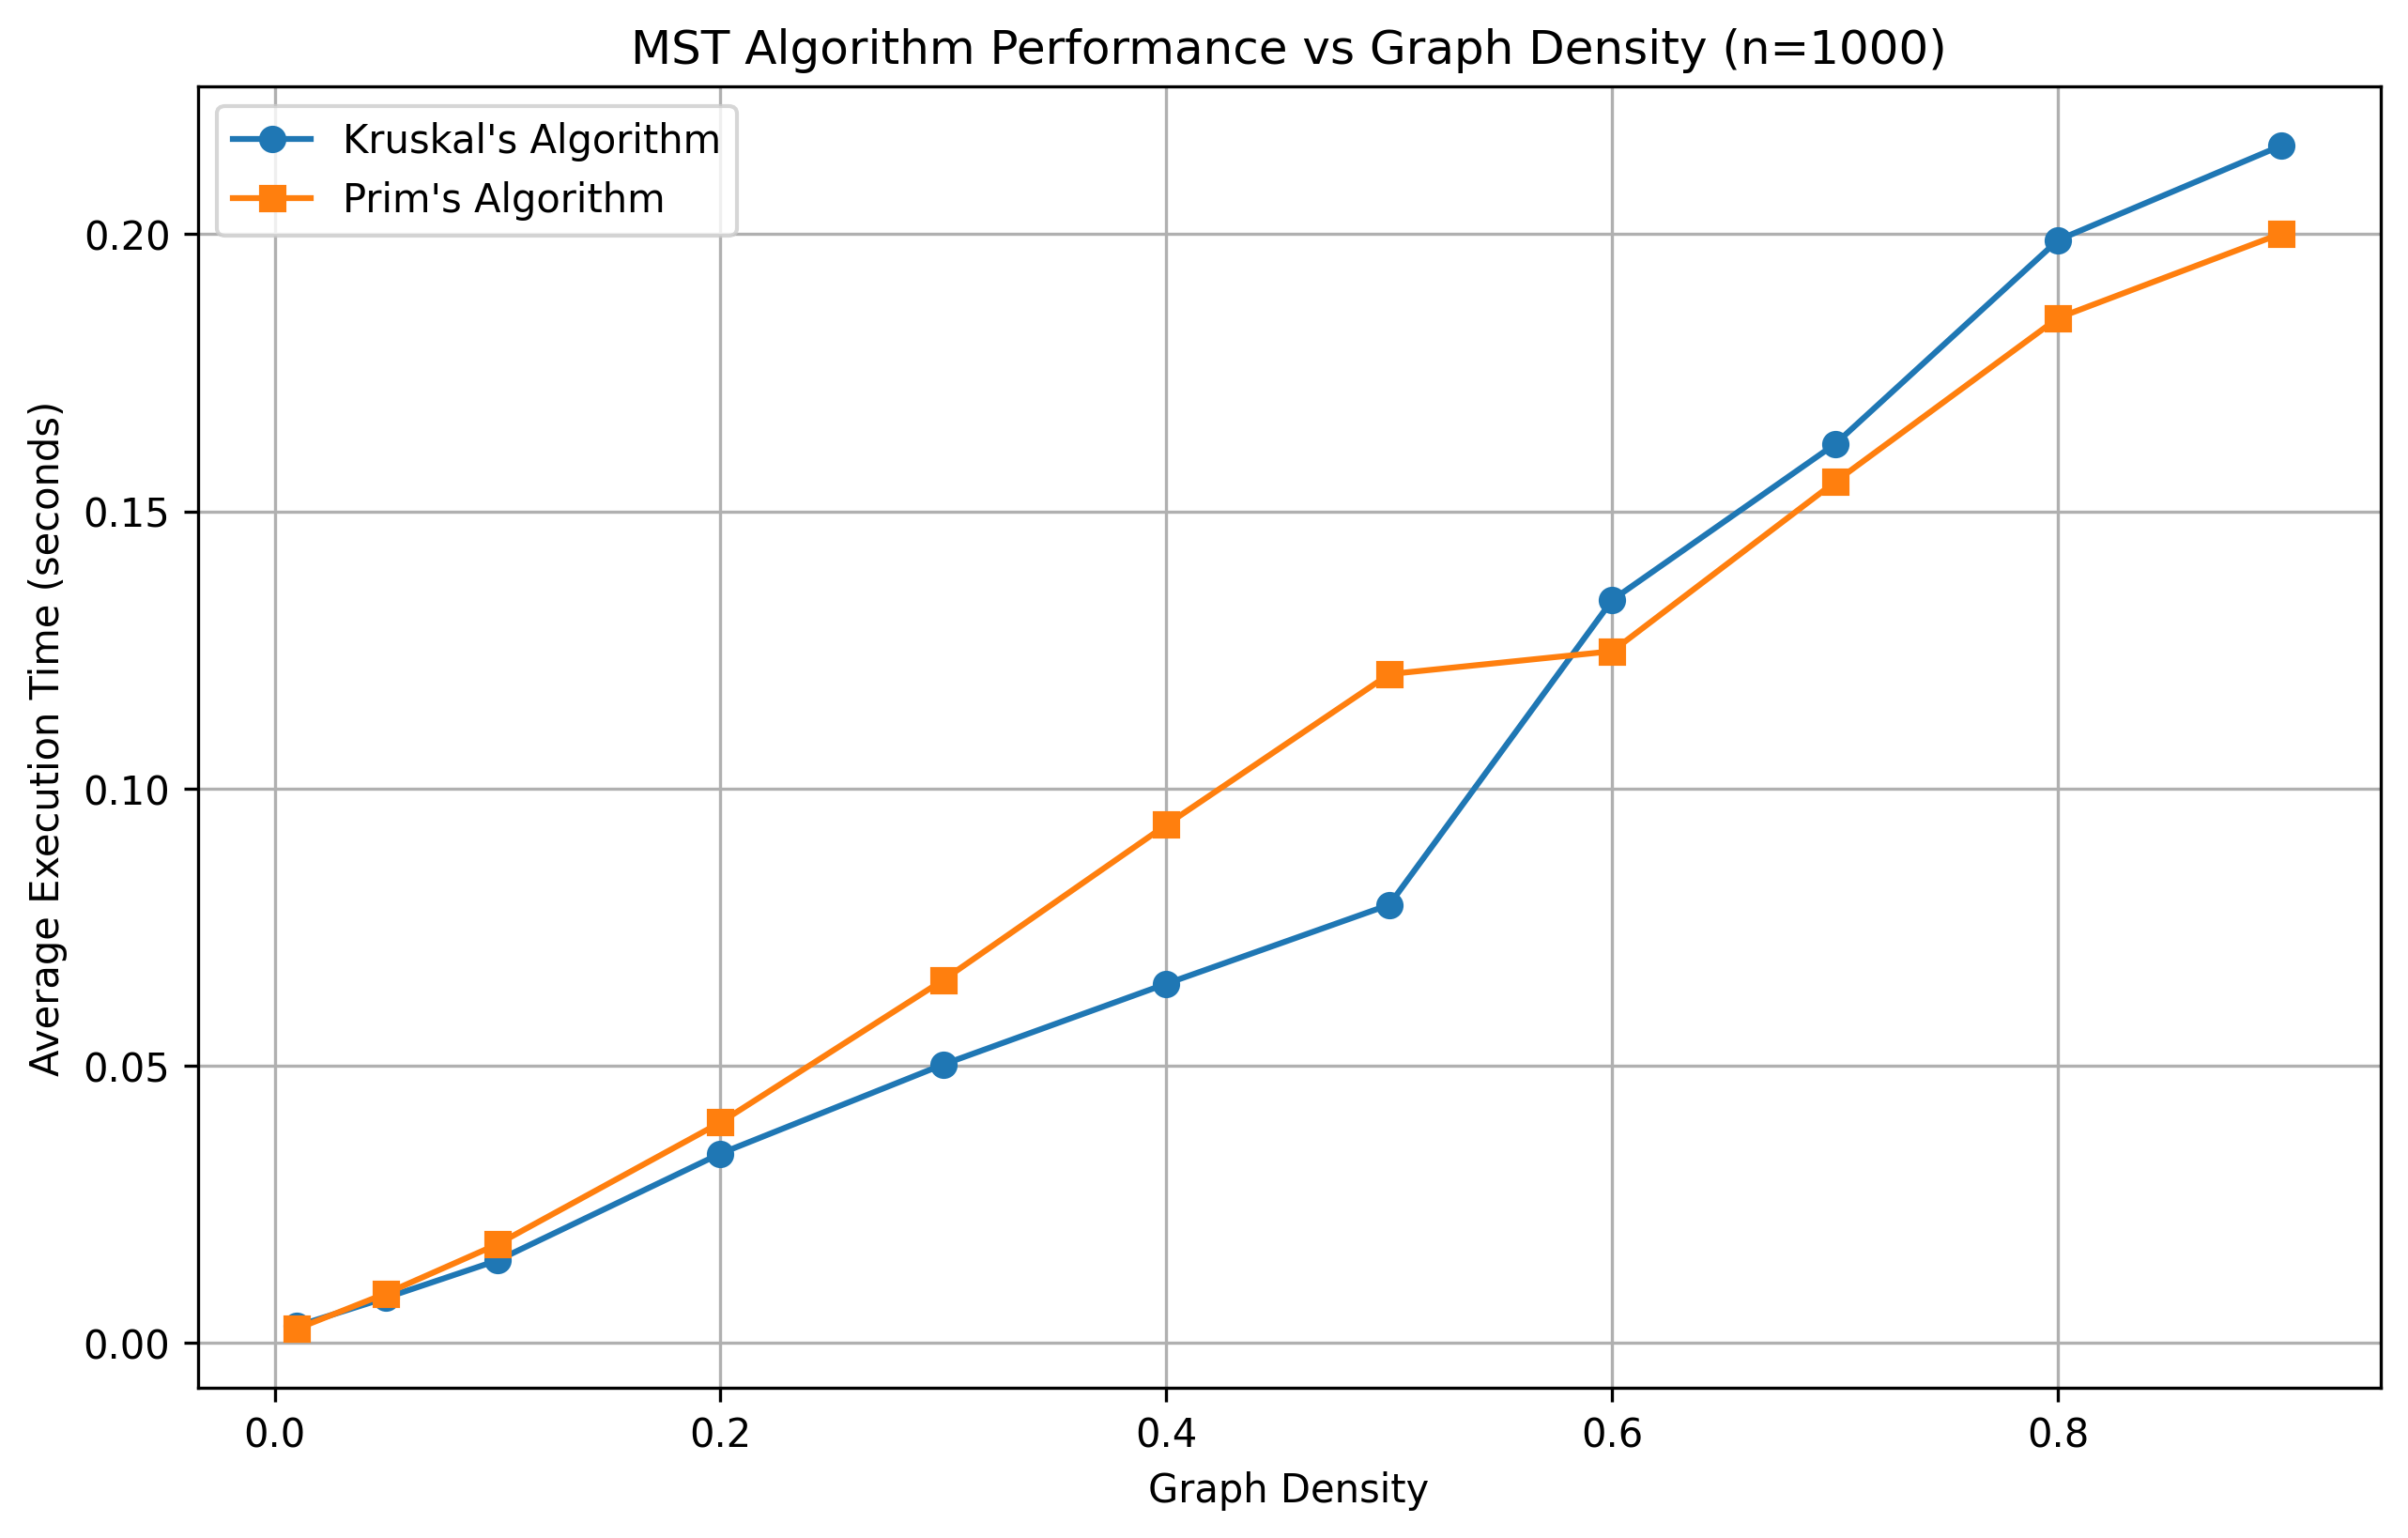 MST Algorithm Performance vs Graph Density (n=1000)
Kruskal's Algorithm
Prim's Algorithm
Average Execution Time (seconds)
0.20
0.15
0.10
0.05
0.00
0.0 0.2 0.4 0.6 0.8
Graph Density